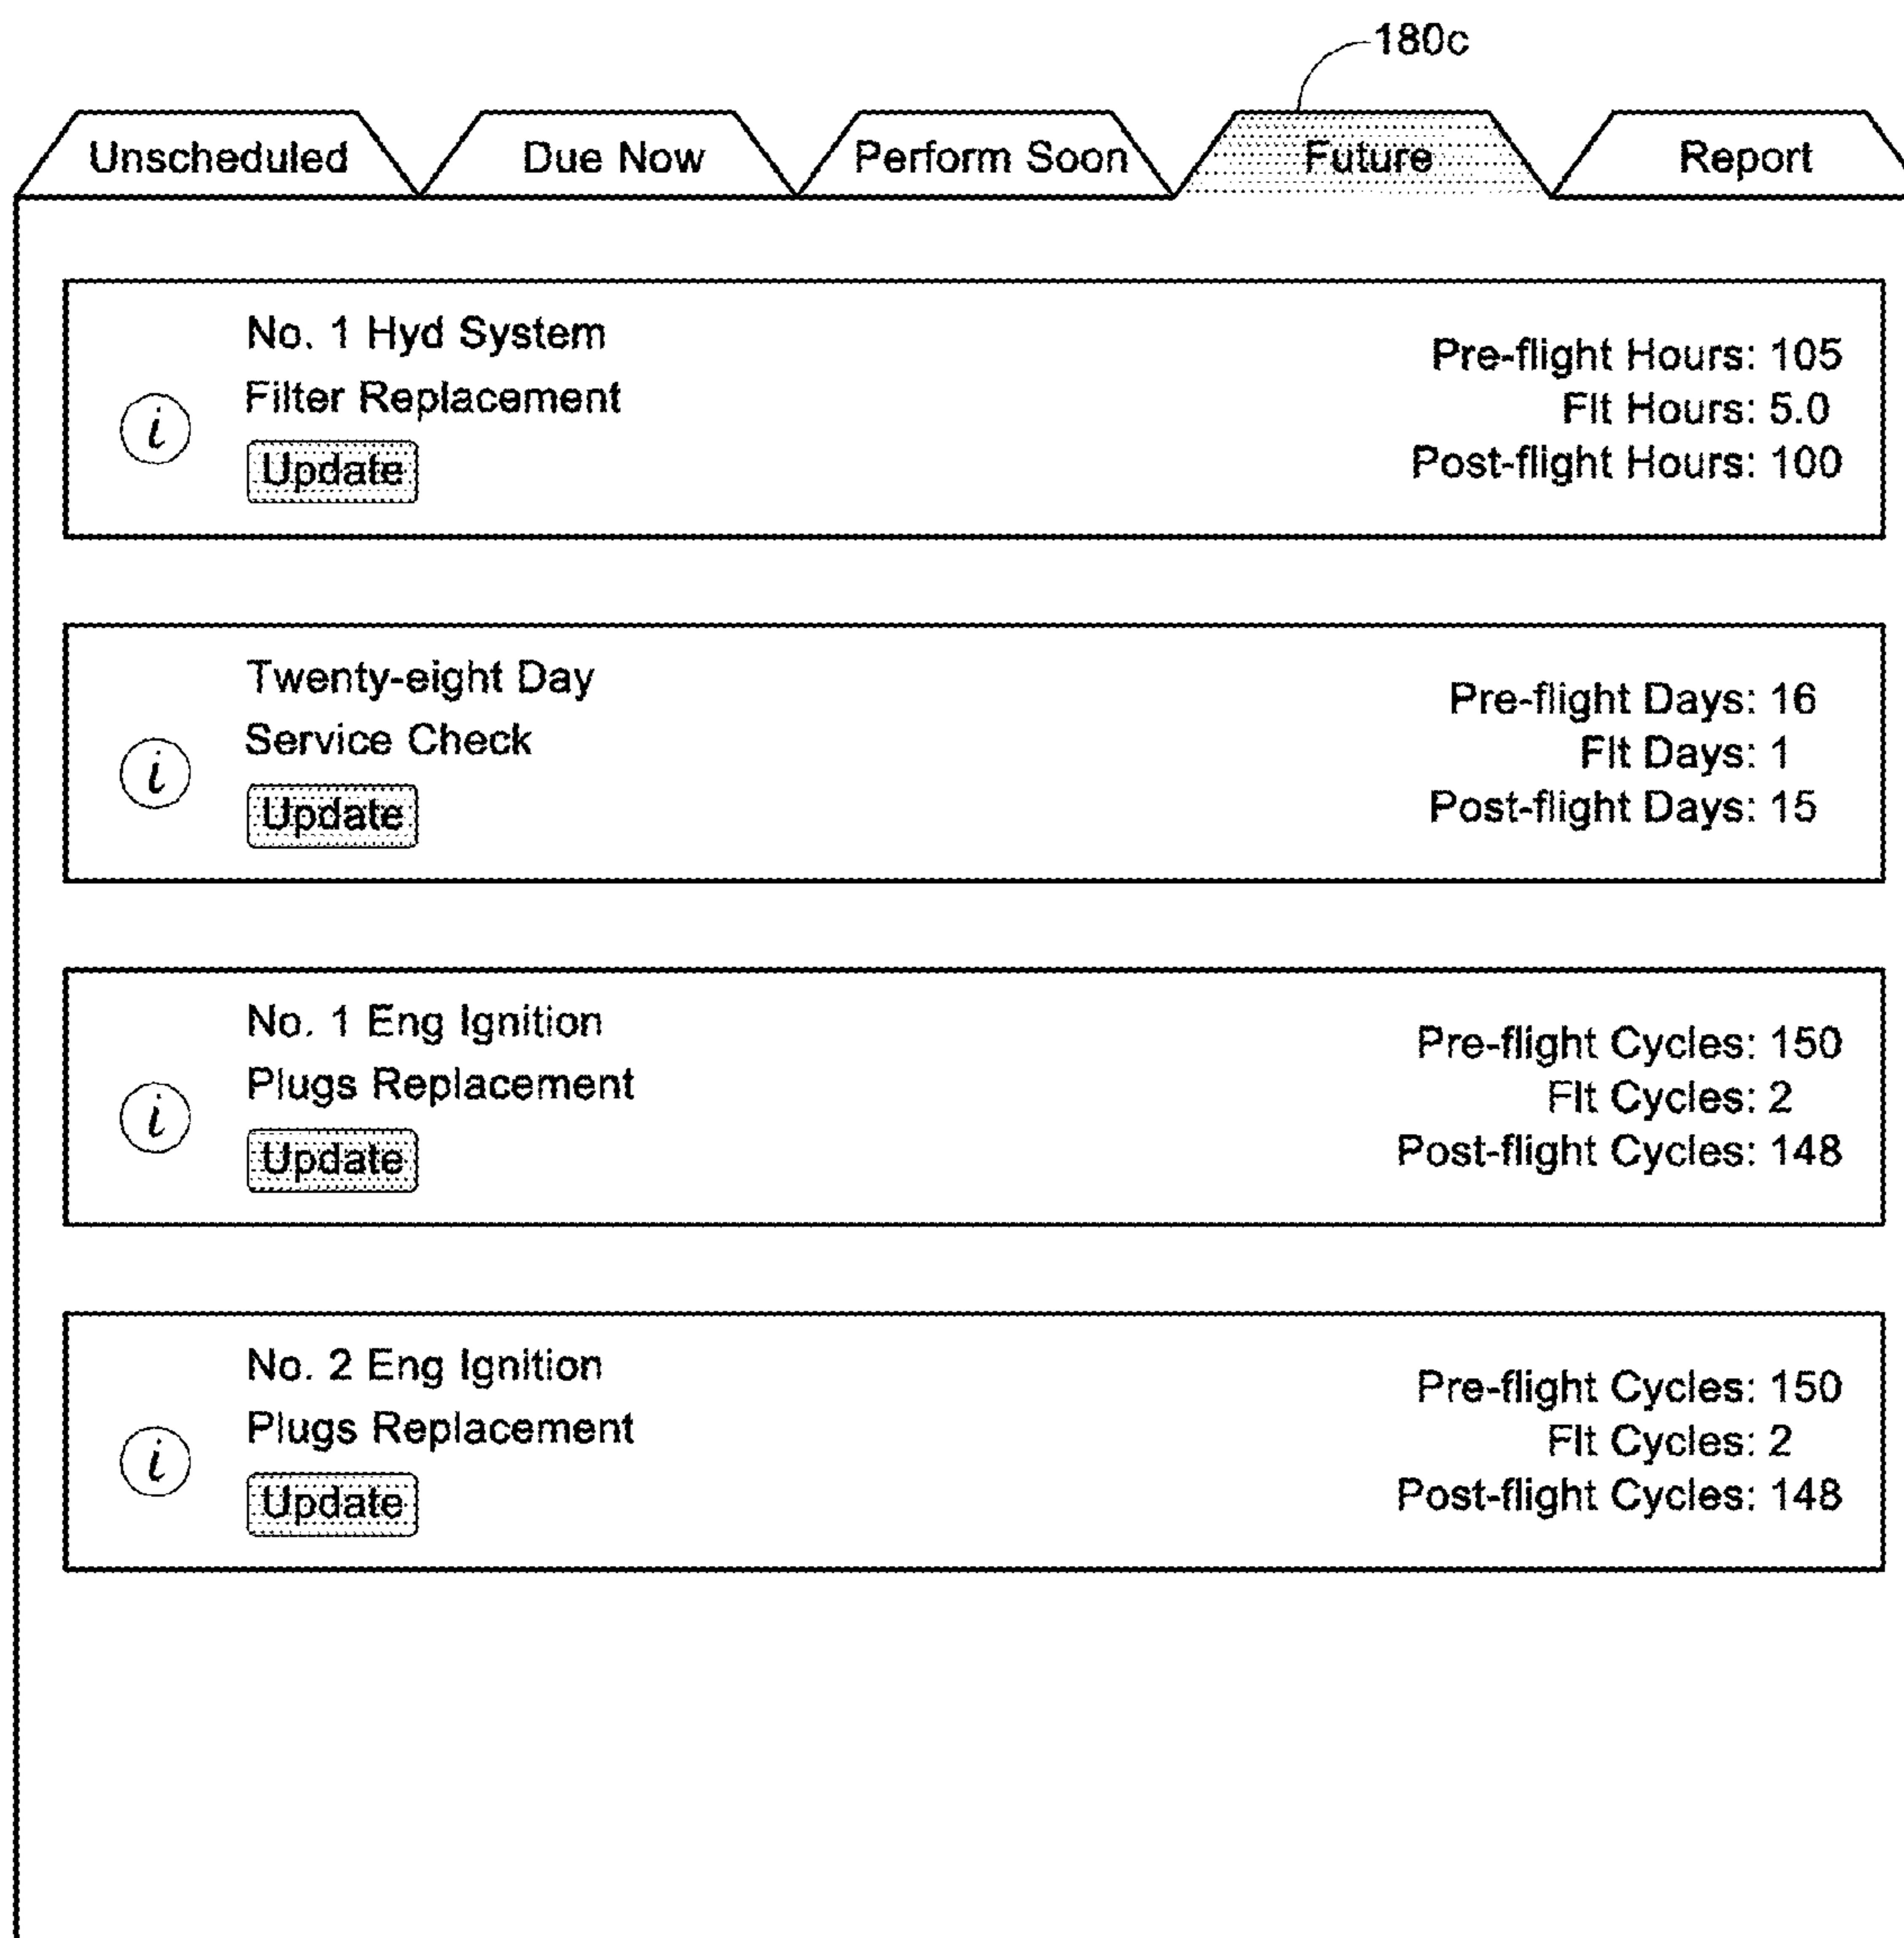 180c
Unscheduled Due Now Perform Soon Future Report
No. 1 Hyd System
Filter Replacement
i
Update
Pre-flight Hours: 105
Flt Hours: 5.0
Post-flight Hours: 100
Twenty-eight Day
Service Check
i
Update
Pre-flight Days: 16
Flt Days: 1
Post-flight Days: 15
No. 1 Eng Ignition
Plugs Replacement
i
Update
Pre-flight Cycles: 150
Flt Cycles: 2
Post-flight Cycles: 148
No. 2 Eng Ignition
Plugs Replacement
i
Update
Pre-flight Cycles: 150
Flt Cycles: 2
Post-flight Cycles: 148